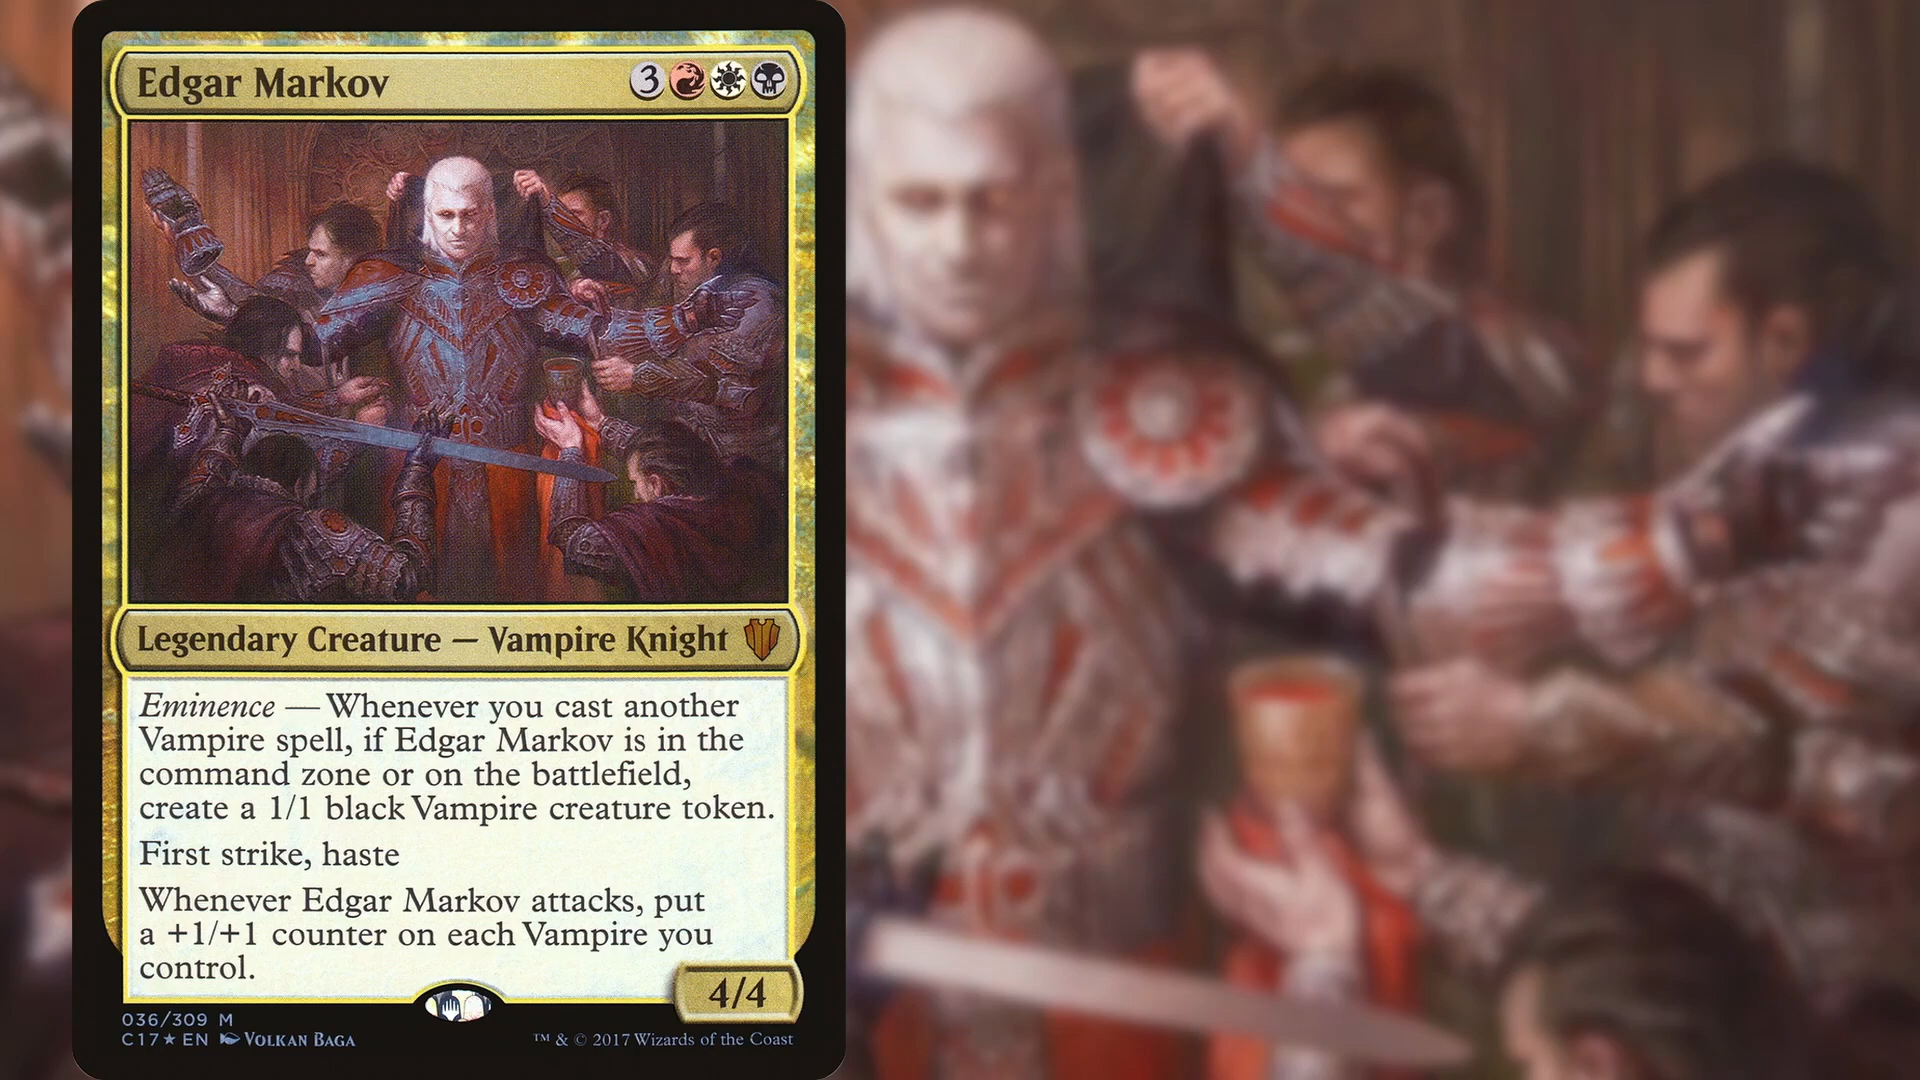 Edgar Markov 3
Legendary Creature — Vampire Knight
Eminence — Whenever you cast another
Vampire spell, if Edgar Markov is in the
command zone or on the battlefield,
create a 1/1 black Vampire creature token.
First strike, haste
Whenever Edgar Markov attacks, put
a +1/+1 counter on each Vampire you
control.
4/4
036/309 M
C17★EN VOLKAN BAGA
™ & © 2017 Wizards of the Coast